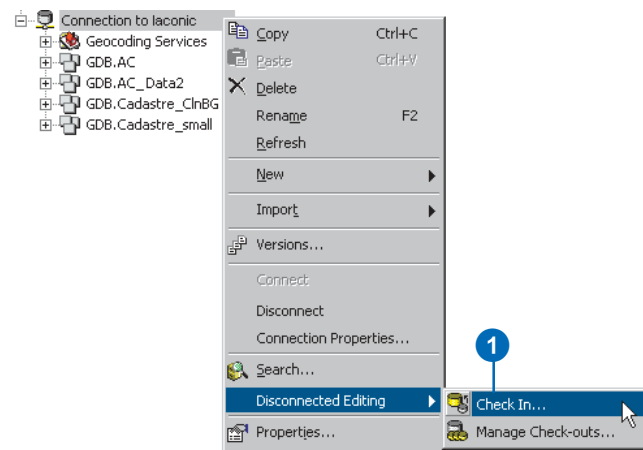 Connection to laconic
Geocoding Services
GDB.AC
GDB.AC_Data2
GDB.Cadastre_ClnBG
GDB.Cadastre_small
Copy Ctrl+C
Paste Ctrl+V
Delete
Rename F2
Refresh
New
Import
Versions...
Connect
Disconnect
Connection Properties...
Search...
Disconnected Editing
Properties...
1
Check In...
Manage Check-outs...